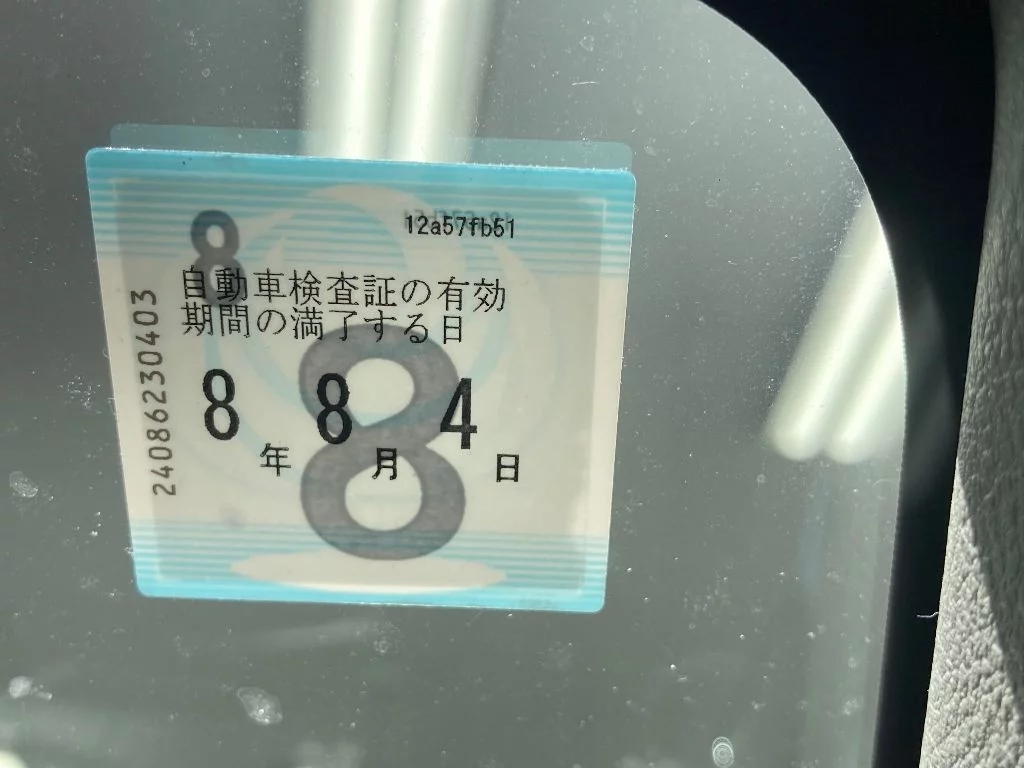 12a57fb51
8
自動車検査証の有効
期間の満了する日
8年8月4日
8
24086230403